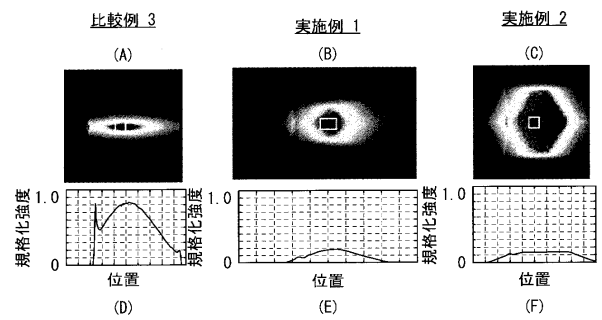 比較例 3
実施例 1
実施例 2
(A)
(B)
(C)
規格化強度
1.0
0
位置
(D)
規格化強度
1.0
0
位置
(E)
規格化強度
1.0
0
位置
(F)